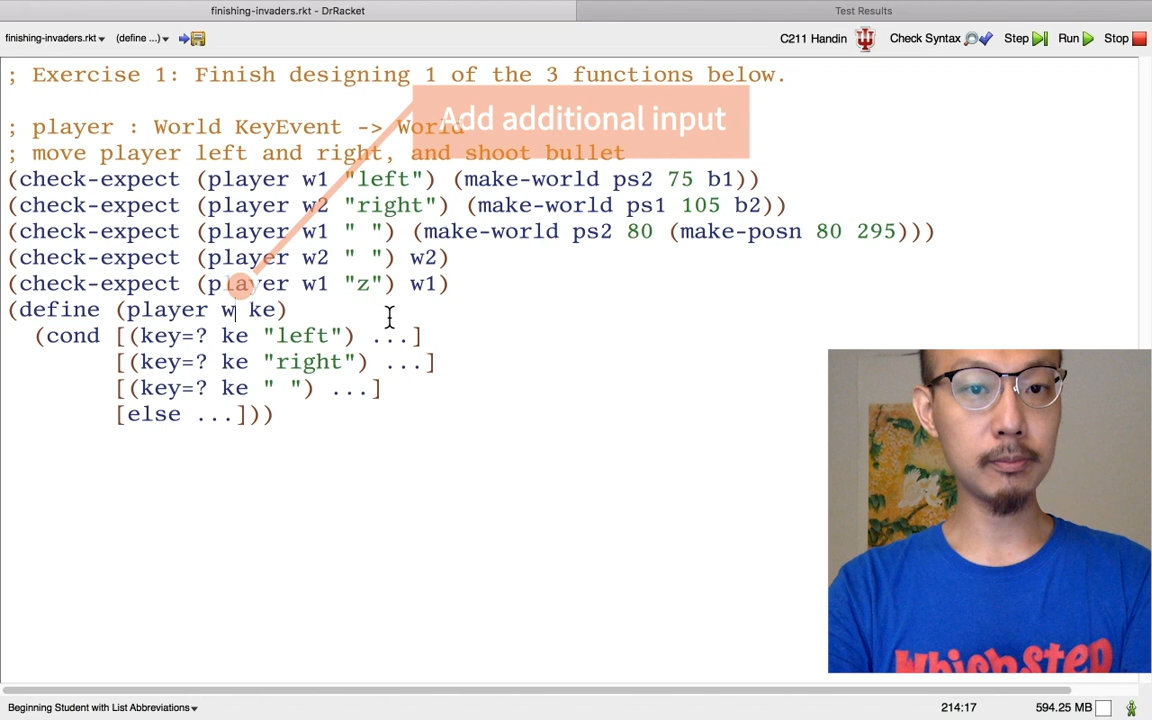 finishing-invaders.rkt - DrRacket
Test Results
finishing-invaders.rkt▾ (define ...)▾ C211 Handin Check Syntax Step Run Stop
; Exercise 1: Finish designing 1 of the 3 functions below.
Add additional input
; player : World KeyEvent -> World
; move player left and right, and shoot bullet
(check-expect (player w1 "left") (make-world ps2 75 b1))
(check-expect (player w2 "right") (make-world ps1 105 b2))
(check-expect (player w1 " ") (make-world ps2 80 (make-posn 80 295)))
(check-expect (player w2 " ") w2)
(check-expect (player w1 "z") w1)
(define (player w ke)
(cond [(key=? ke "left") ...]
[(key=? ke "right") ...]
[(key=? ke " ") ...]
[else ...]))
Which step
Beginning Student with List Abbreviations▾ 214:17 594.25 MB